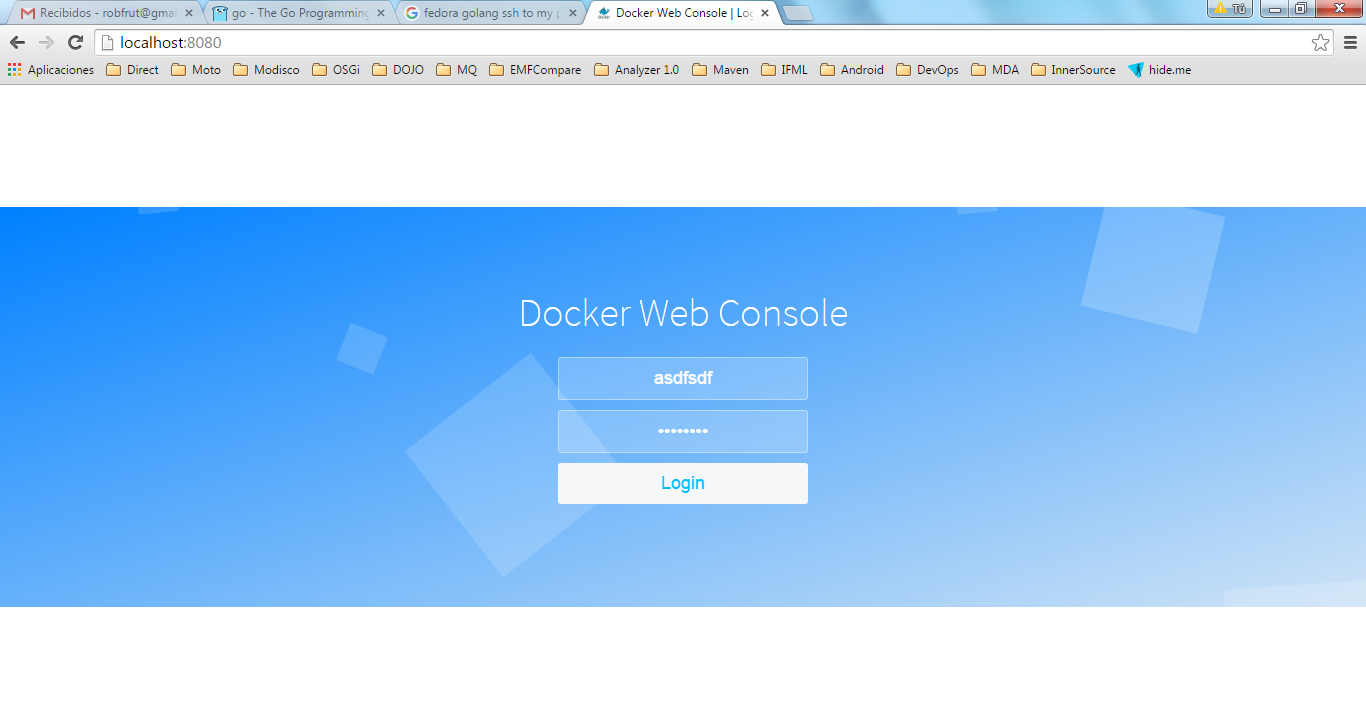 Recibidos - robfrut@gmai
go - The Go Programming
fedora golang ssh to my p
Docker Web Console | Log
Tú
localhost:8080
Aplicaciones Direct Moto Modisco OSGi DOJO MQ EMFCompare Analyzer 1.0 Maven IFML Android DevOps MDA InnerSource hide.me
Docker Web Console
asdfsdf
••••••••
Login